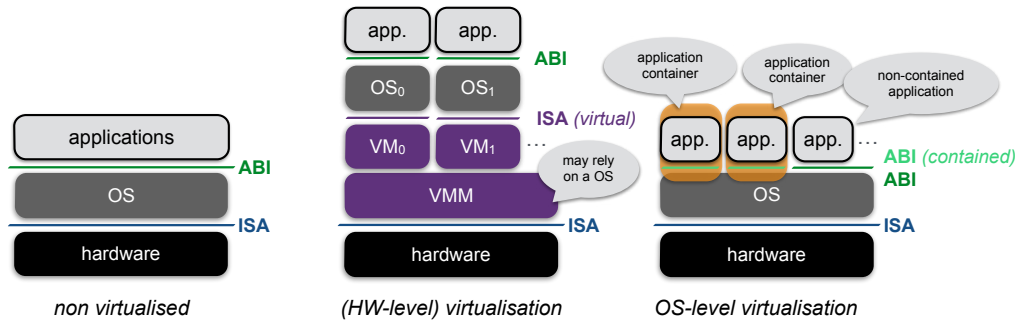 applications
ABI
OS
ISA
hardware
non virtualised
app. app.
ABI
OS0 OS1
ISA (virtual)
VM0 VM1 ...
may rely
on a OS
VMM
ISA
hardware
(HW-level) virtualisation
application
container
application
container
non-contained
application
app. app. app. ...
ABI (contained)
ABI
OS
ISA
hardware
OS-level virtualisation